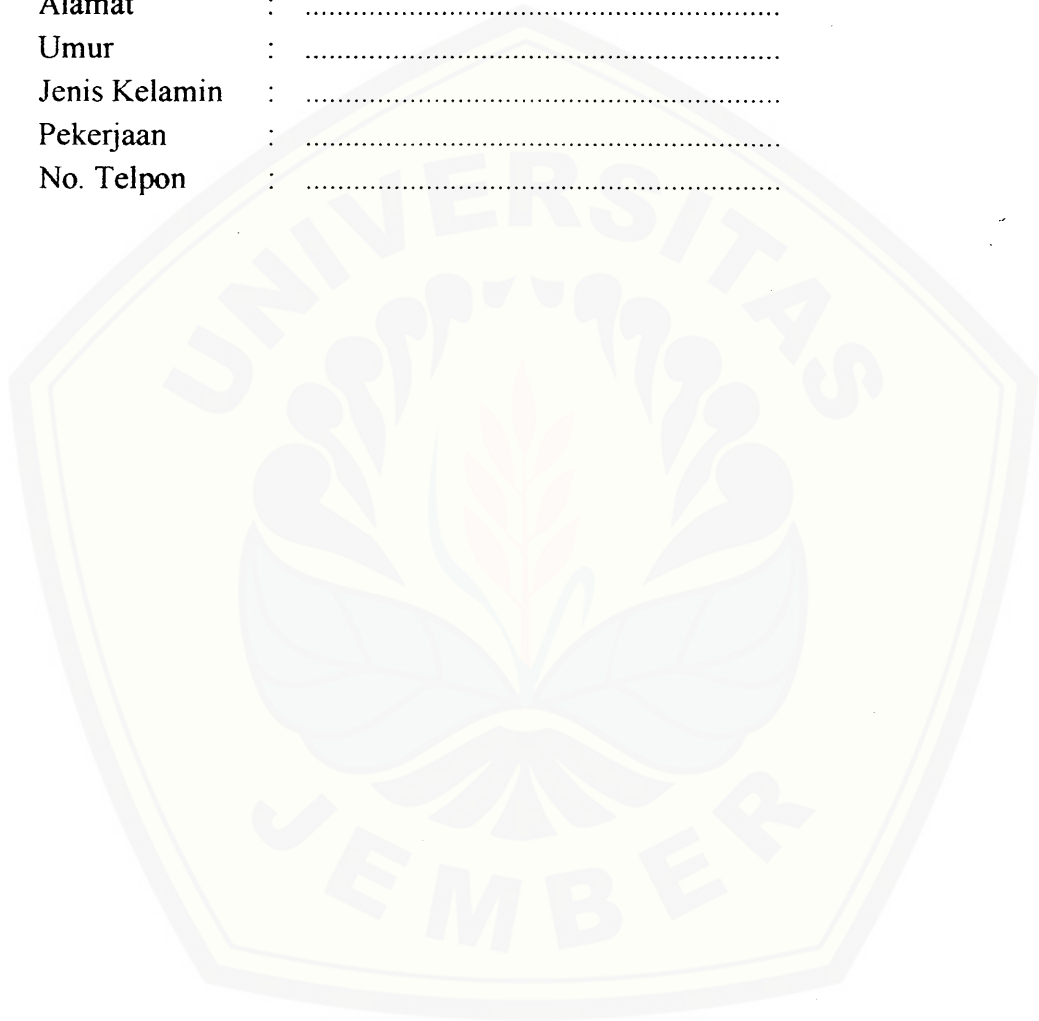 Alamat : ................................................................
Umur : ................................................................
Jenis Kelamin : ................................................................
Pekerjaan : ................................................................
No. Telpon : ................................................................
UNIVERSITAS
JEMBER